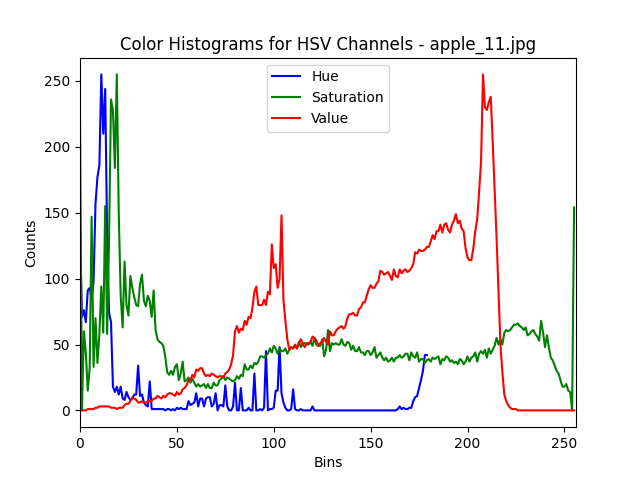 Color Histograms for HSV Channels - apple_11.jpg
Hue
Saturation
Value
Counts
250
200
150
100
50
0
0 50 100 150 200 250
Bins